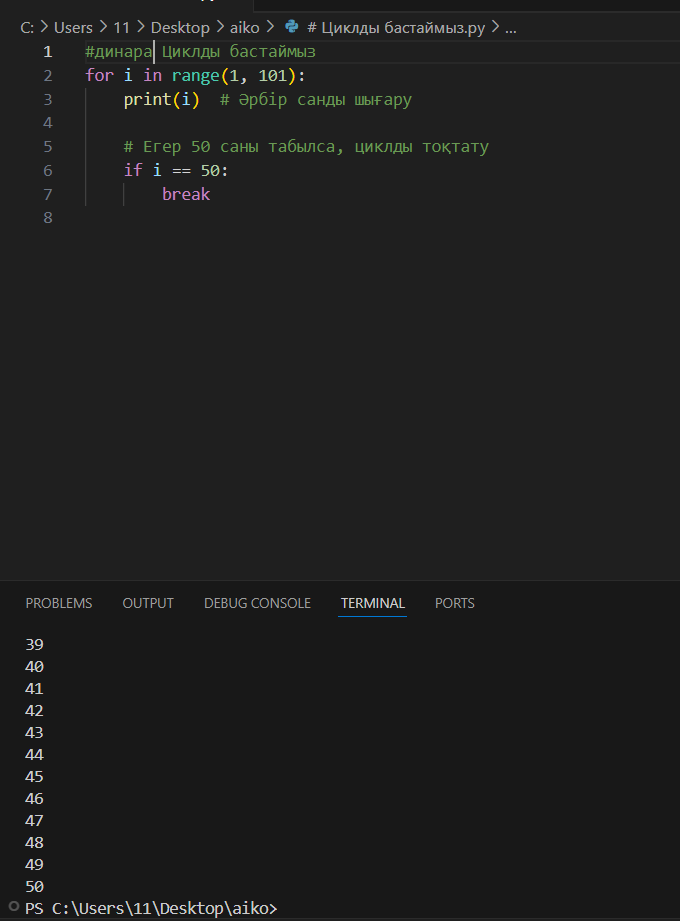 C: > Users > 11 > Desktop > aiko > # Циклды бастаймыз.py > ...
1 #динара Циклды бастаймыз
2 for i in range(1, 101):
3     print(i)  # Әрбір санды шығару
4
5     # Егер 50 саны табылса, циклды тоқтату
6     if i == 50:
7         break
8
PROBLEMS OUTPUT DEBUG CONSOLE TERMINAL PORTS
39
40
41
42
43
44
45
46
47
48
49
50
PS C:\Users\11\Desktop\aiko>